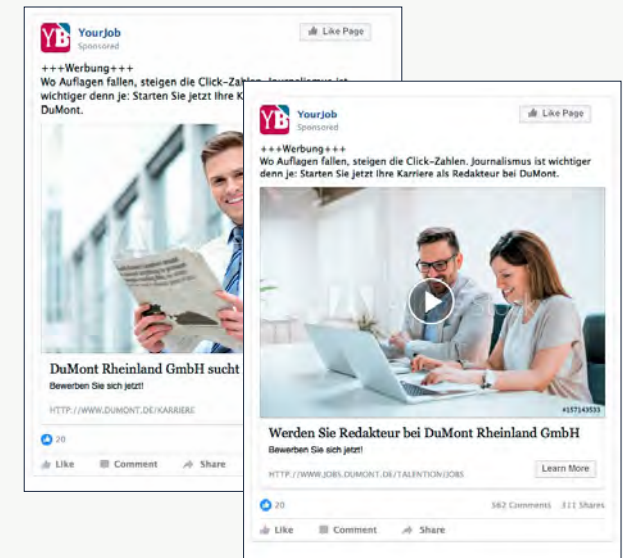 YB
YourJob
Sponsored
Like Page
+++Werbung+++
Wo Auflagen fallen, steigen die Click-Zahlen. Journalismus ist
wichtiger denn je: Starten Sie jetzt Ihre K
DuMont.
DuMont Rheinland GmbH sucht
Bewerben Sie sich jetzt!
HTTP://WWW.DUMONT.DE/KARRIERE
20
Like Comment Share
YB
YourJob
Sponsored
Like Page
+++Werbung+++
Wo Auflagen fallen, steigen die Click-Zahlen. Journalismus ist wichtiger
denn je: Starten Sie jetzt Ihre Karriere als Redakteur bei DuMont.
#157143533
Werden Sie Redakteur bei DuMont Rheinland GmbH
Bewerben Sie sich jetzt!
HTTP://WWW.JOBS.DUMONT.DE/TALENTION/JOBS
Learn More
20
562 Comments 311 Shares
Like Comment Share